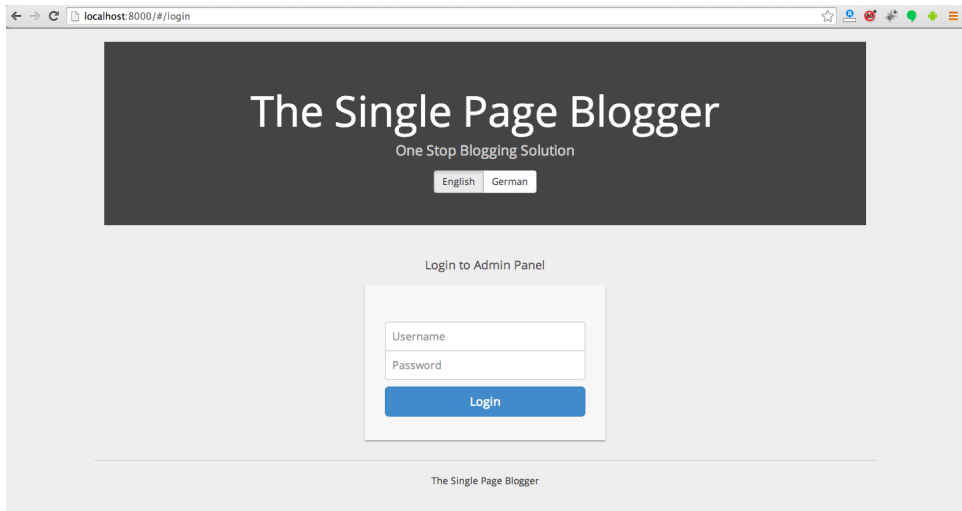 localhost:8000/#/login
The Single Page Blogger
One Stop Blogging Solution
English German
Login to Admin Panel
Username
Password
Login
The Single Page Blogger